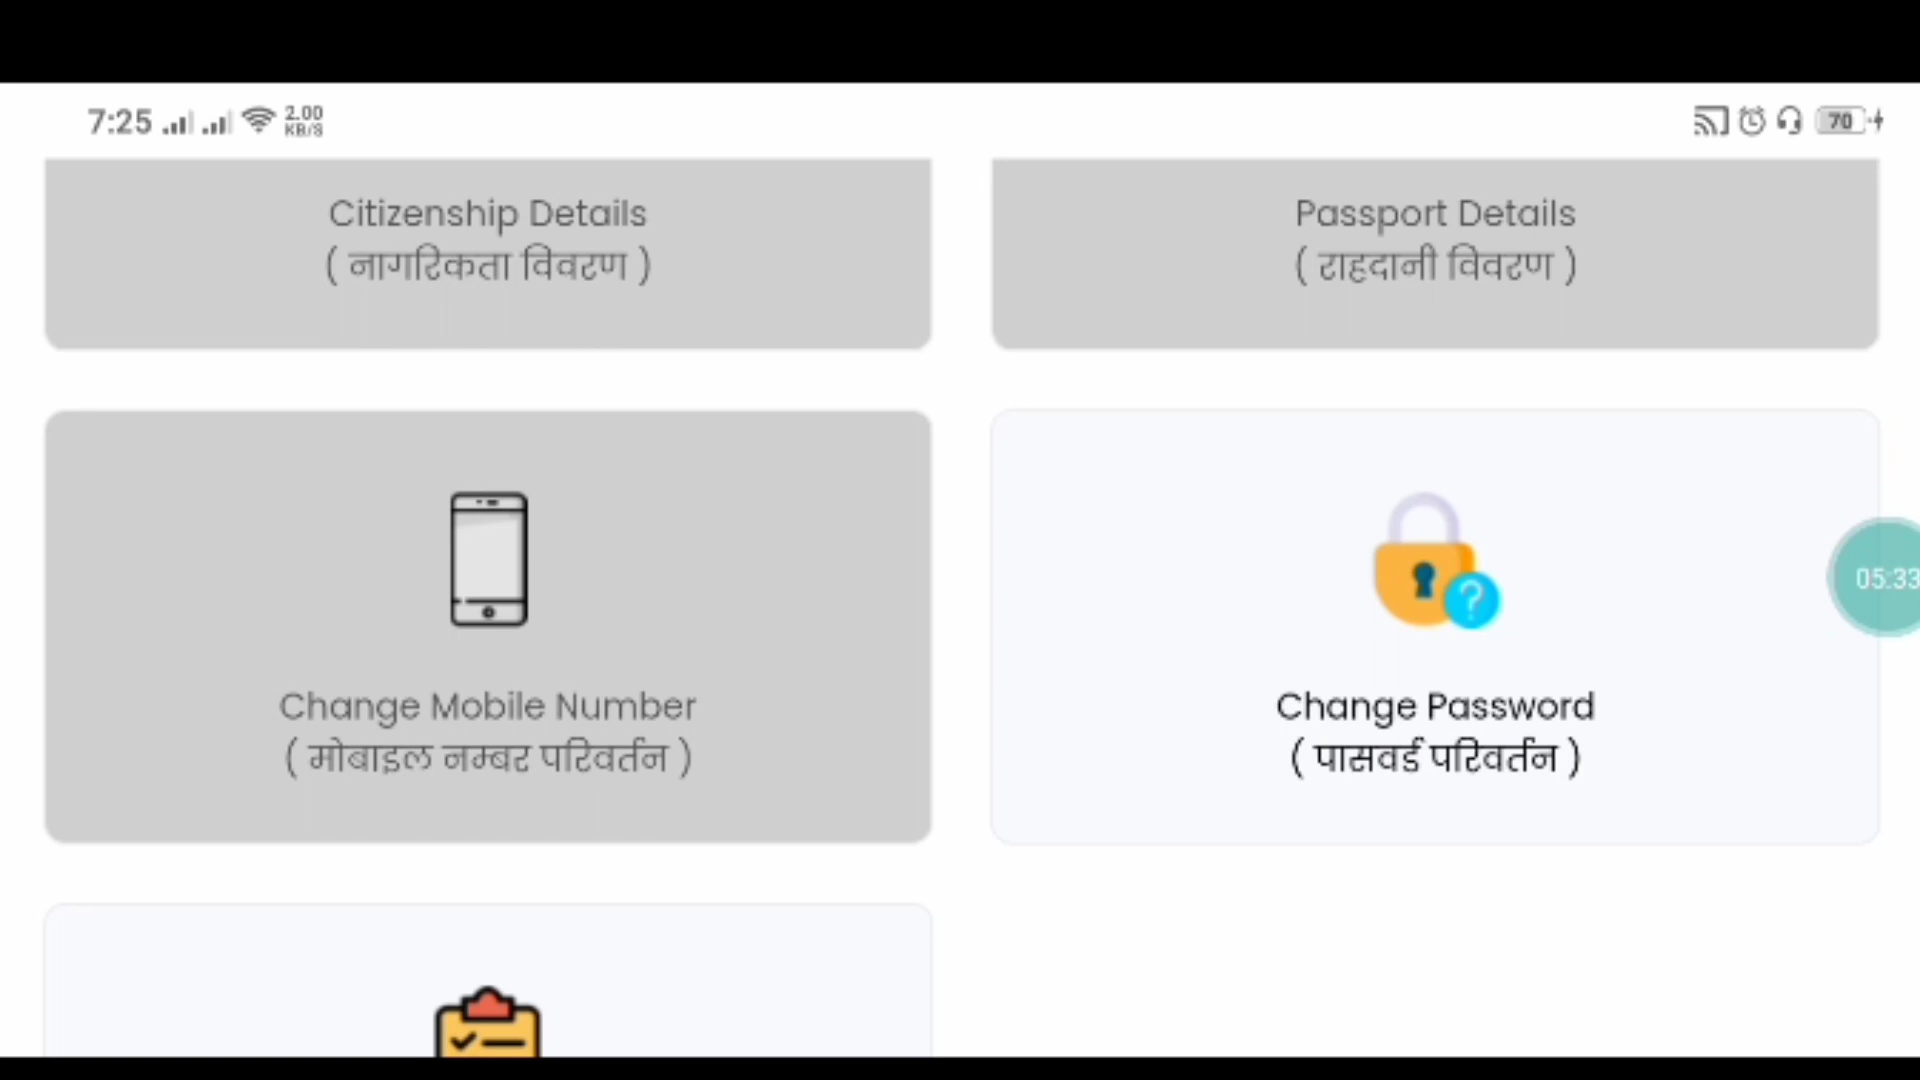 7:25 2.00 KB/S 70
Citizenship Details
( नागरिकता विवरण )
Passport Details
( राहदानी विवरण )
Change Mobile Number
( मोबाइल नम्बर परिवर्तन )
Change Password
( पासवर्ड परिवर्तन )
?
05:33